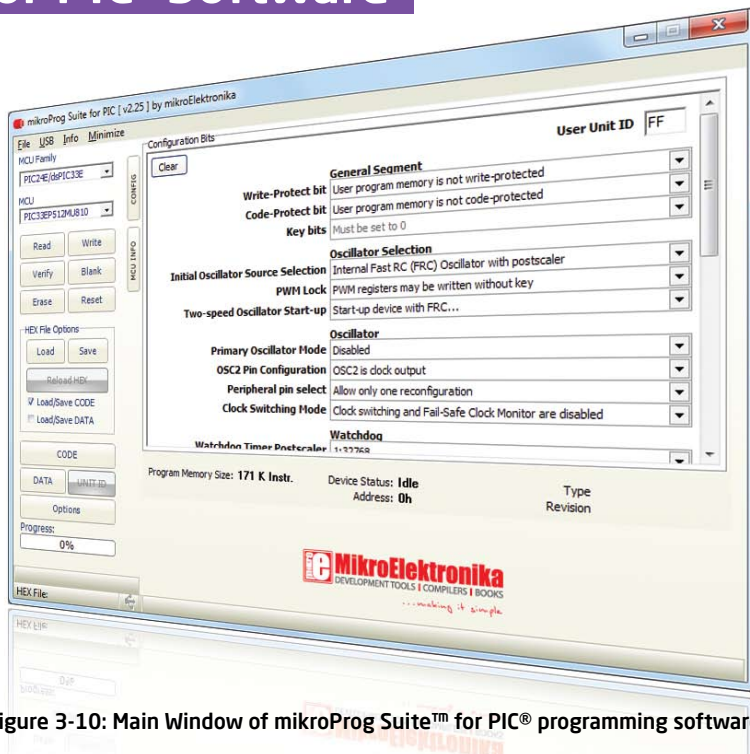 or PIC® Software
mikroProg Suite for PIC [ v2.25 ] by mikroElektronika
File USB Info Minimize
MCU Family
PIC24E/dsPIC33E
MCU
PIC33EP512MU810
Read Write
Verify Blank
Erase Reset
HEX File Options
Load Save
Reload HEX
Load/Save CODE
Load/Save DATA
CODE
DATA UNIT ID
Options
Progress:
0%
HEX File:
CONFIG
MCU INFO
Configuration Bits
Clear
User Unit ID FF
General Segment
Write-Protect bit User program memory is not write-protected
Code-Protect bit User program memory is not code-protected
Key bits Must be set to 0
Oscillator Selection
Initial Oscillator Source Selection Internal Fast RC (FRC) Oscillator with postscaler
PWM Lock PWM registers may be written without key
Two-speed Oscillator Start-up Start-up device with FRC...
Oscillator
Primary Oscillator Mode Disabled
OSC2 Pin Configuration OSC2 is clock output
Peripheral pin select Allow only one reconfiguration
Clock Switching Mode Clock switching and Fail-Safe Clock Monitor are disabled
Watchdog
Watchdog Timer Postscaler 1:32768
Program Memory Size: 171 K Instr.
Device Status: Idle
Address: 0h
Type
Revision
MikroElektronika
DEVELOPMENT TOOLS | COMPILERS | BOOKS
...making it simple
igure 3-10: Main Window of mikroProg Suite™ for PIC® programming softwar